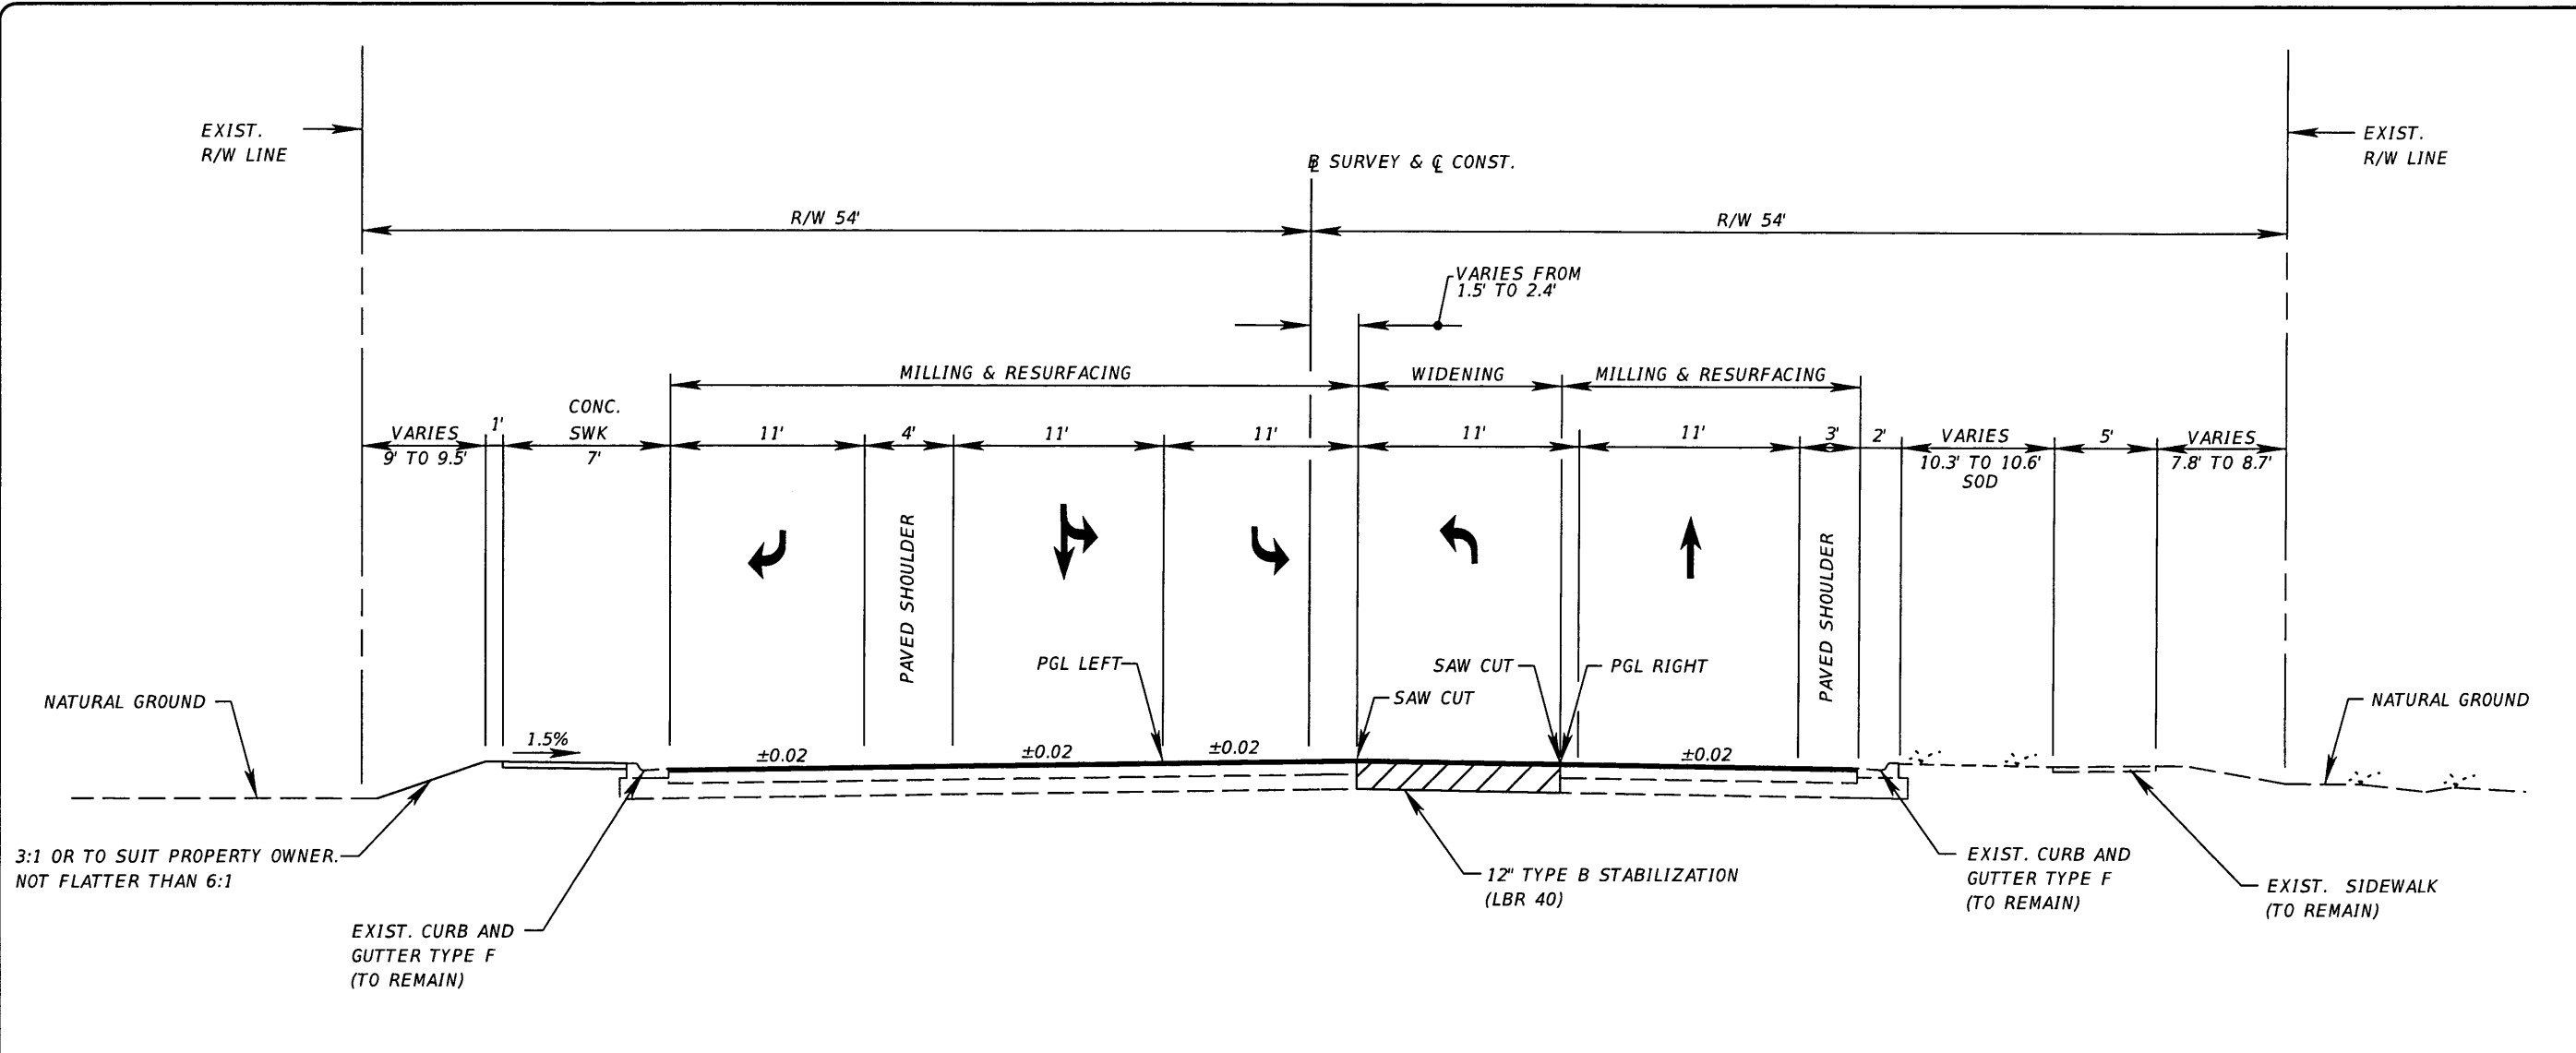 EXIST.
R/W LINE
EXIST.
R/W LINE
℄ SURVEY & ℄ CONST.
R/W 54'
R/W 54'
VARIES FROM
1.5' TO 2.4'
MILLING & RESURFACING
WIDENING
MILLING & RESURFACING
VARIES
9' TO 9.5'
1'
CONC.
SWK
7'
11'
4'
11'
11'
11'
11'
3'
2'
VARIES
10.3' TO 10.6'
SOD
5'
VARIES
7.8' TO 8.7'
PAVED SHOULDER
PAVED SHOULDER
PGL LEFT
SAW CUT
SAW CUT
PGL RIGHT
NATURAL GROUND
NATURAL GROUND
1.5%
±0.02
±0.02
±0.02
±0.02
3:1 OR TO SUIT PROPERTY OWNER.
NOT FLATTER THAN 6:1
EXIST. CURB AND
GUTTER TYPE F
(TO REMAIN)
12" TYPE B STABILIZATION
(LBR 40)
EXIST. CURB AND
GUTTER TYPE F
(TO REMAIN)
EXIST. SIDEWALK
(TO REMAIN)